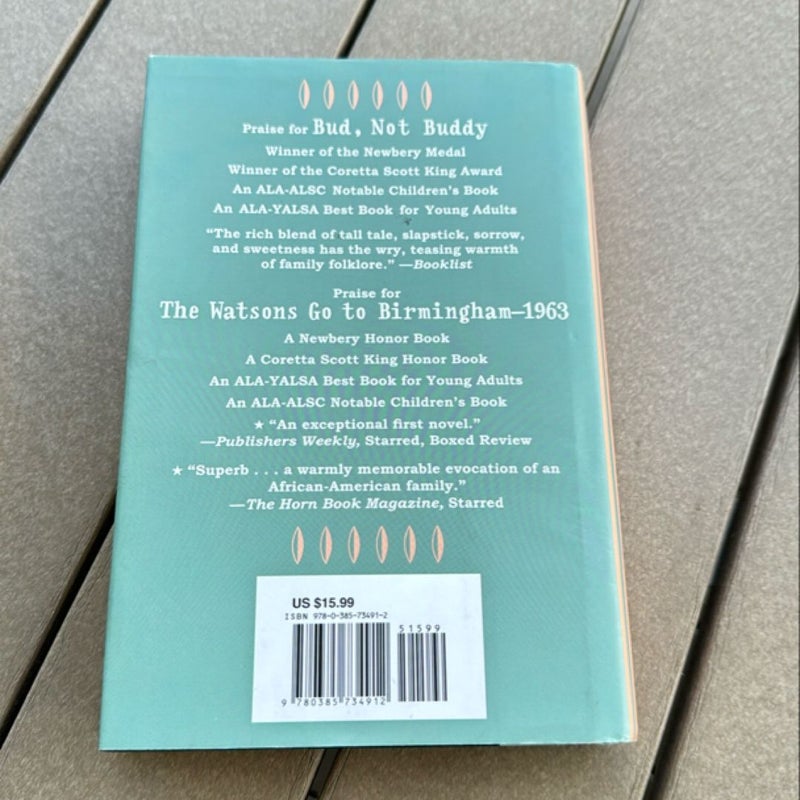 Praise for Bud, Not Buddy
Winner of the Newbery Medal
Winner of the Coretta Scott King Award
An ALA-ALSC Notable Children's Book
An ALA-YALSA Best Book for Young Adults
"The rich blend of tall tale, slapstick, sorrow,
and sweetness has the wry, teasing warmth
of family folklore." —Booklist
Praise for
The Watsons Go to Birmingham—1963
A Newbery Honor Book
A Coretta Scott King Honor Book
An ALA-YALSA Best Book for Young Adults
An ALA-ALSC Notable Children's Book
★ "An exceptional first novel."
—Publishers Weekly, Starred, Boxed Review
★ "Superb . . . a warmly memorable evocation of an
African-American family."
—The Horn Book Magazine, Starred
US $15.99
ISBN 978-0-385-73491-2
51599
9 780385 734912